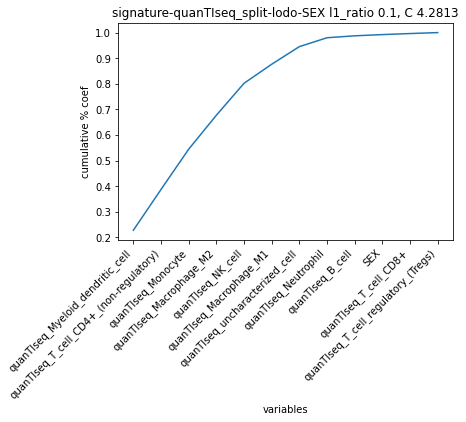 signature-quanTIseq_split-lodo-SEX l1_ratio 0.1, C 4.2813
cumulative % coef
1.0
0.9
0.8
0.7
0.6
0.5
0.4
0.3
0.2
quanTIseq_Myeloid_dendritic_cell
quanTIseq_T_cell_CD4+_(non-regulatory)
quanTIseq_Monocyte
quanTIseq_Macrophage_M2
quanTIseq_NK_cell
quanTIseq_Macrophage_M1
quanTIseq_uncharacterized_cell
quanTIseq_Neutrophil
quanTIseq_B_cell
SEX
quanTIseq_T_cell_CD8+
quanTIseq_T_cell_regulatory_(Tregs)
variables